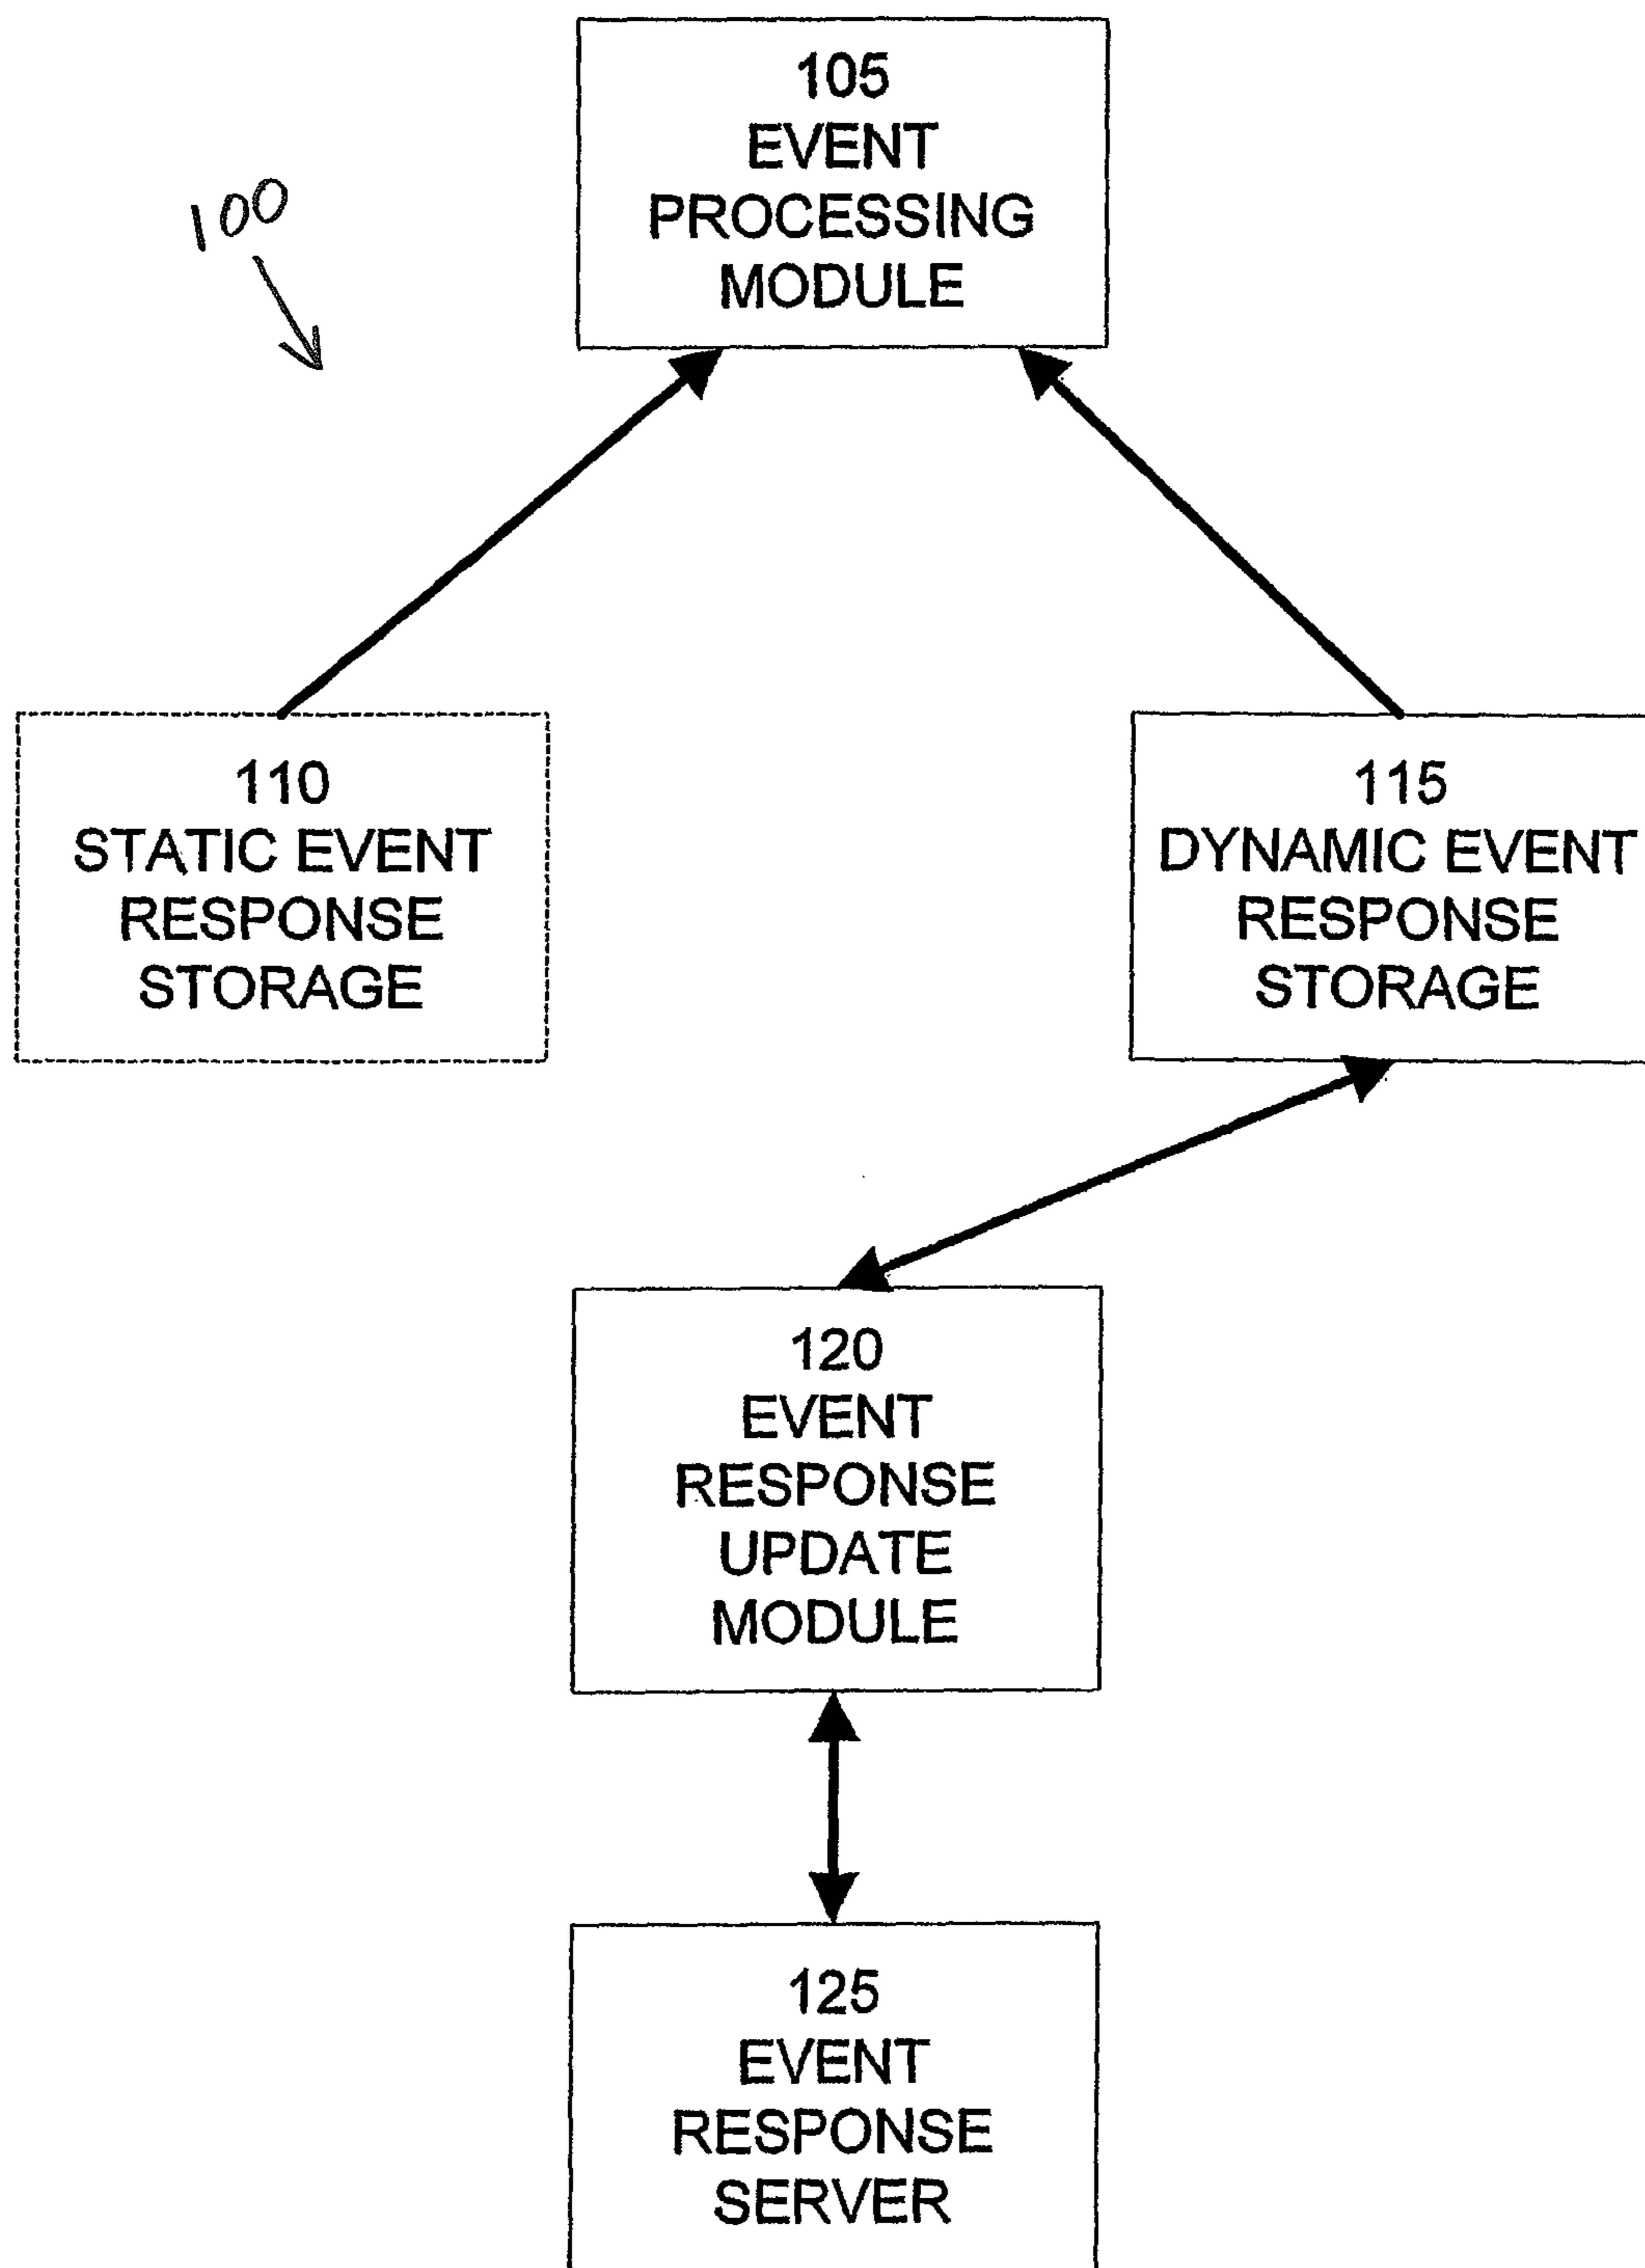 105
EVENT
PROCESSING
MODULE
100
110
STATIC EVENT
RESPONSE
STORAGE
115
DYNAMIC EVENT
RESPONSE
STORAGE
120
EVENT
RESPONSE
UPDATE
MODULE
125
EVENT
RESPONSE
SERVER